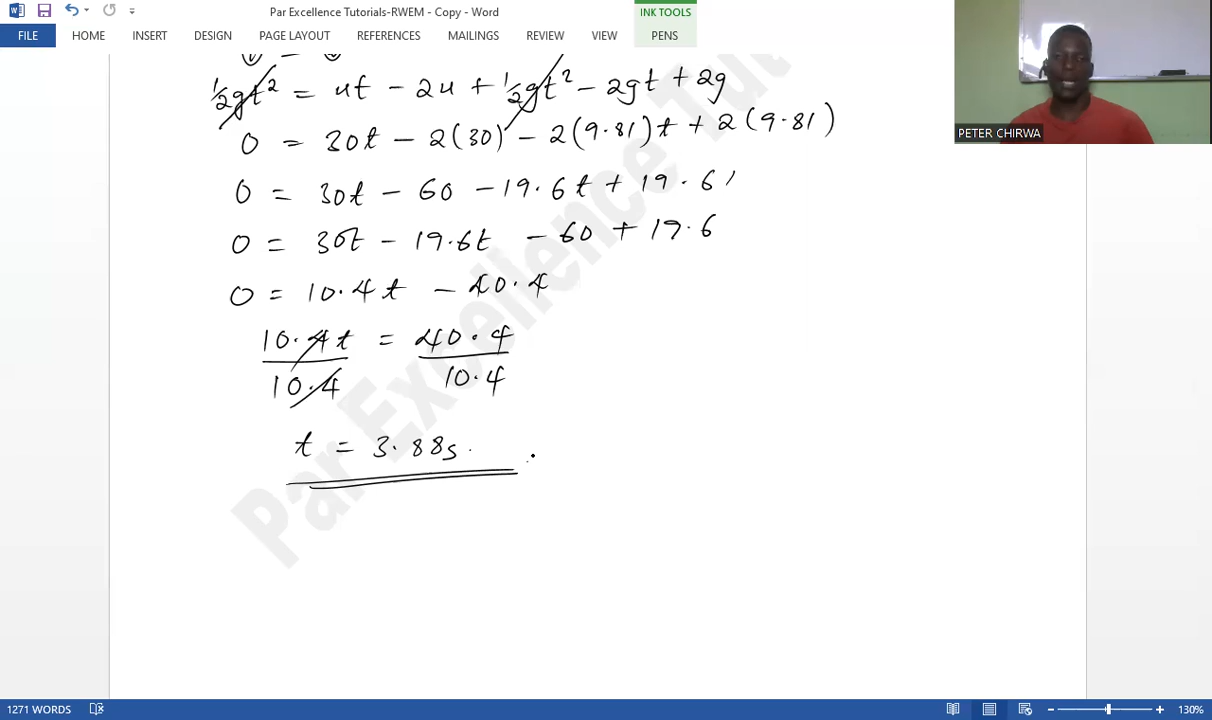 Par Excellence Tutorials-RWEM - Copy - Word
INK TOOLS
FILE HOME INSERT DESIGN PAGE LAYOUT REFERENCES MAILINGS REVIEW VIEW PENS
PETER CHIRWA
½gt² = ut - 2u + ½gt² - 2gt + 2g
0 = 30t - 2(30) - 2(9.81)t + 2(9.81)
0 = 30t - 60 - 19.6t + 19.6
0 = 30t - 19.6t - 60 + 19.6
0 = 10.4t - 40.4
10.4t = 40.4
10.4 10.4
t = 3.88s.
Par Excellence Tu
1271 WORDS 130%